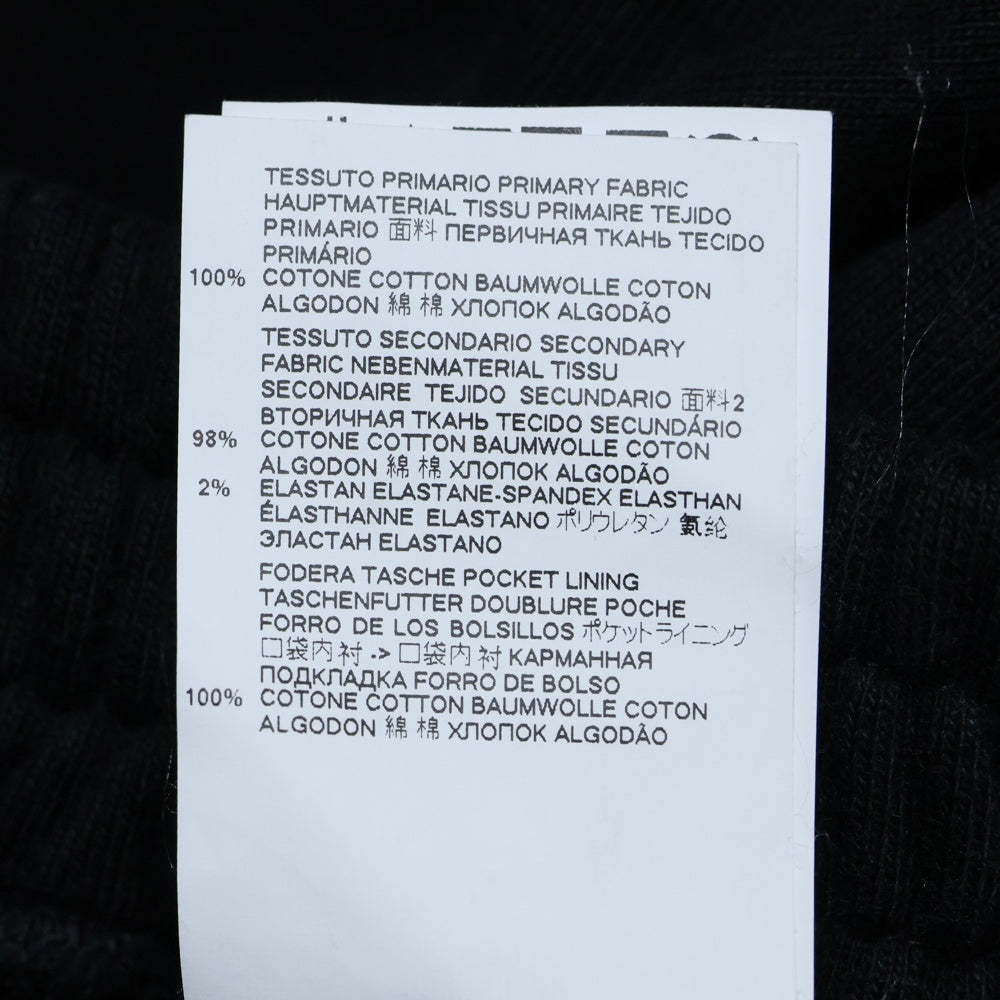 TESSUTO PRIMARIO PRIMARY FABRIC
HAUPTMATERIAL TISSU PRIMAIRE TEJIDO
PRIMARIO 面料 ПЕРВИЧНАЯ ТКАНЬ TECIDO
PRIMÁRIO
100% COTONE COTTON BAUMWOLLE COTON
ALGODON 綿 棉 ХЛОПОК ALGODÃO
TESSUTO SECONDARIO SECONDARY
FABRIC NEBENMATERIAL TISSU
SECONDAIRE TEJIDO SECUNDARIO 面料2
ВТОРИЧНАЯ ТКАНЬ TECIDO SECUNDÁRIO
98% COTONE COTTON BAUMWOLLE COTON
ALGODON 綿 棉 ХЛОПОК ALGODÃO
2% ELASTAN ELASTANE-SPANDEX ELASTHAN
ÉLASTHANNE ELASTANO ポリウレタン 氨纶
ЭЛАСТАН ELASTANO
FODERA TASCHE POCKET LINING
TASCHENFUTTER DOUBLURE POCHE
FORRO DE LOS BOLSILLOS ポケットライニング
口袋内衬 -> 口袋内衬 КАРМАННАЯ
ПОДКЛАДКА FORRO DE BOLSO
100% COTONE COTTON BAUMWOLLE COTON
ALGODON 綿 棉 ХЛОПОК ALGODÃO